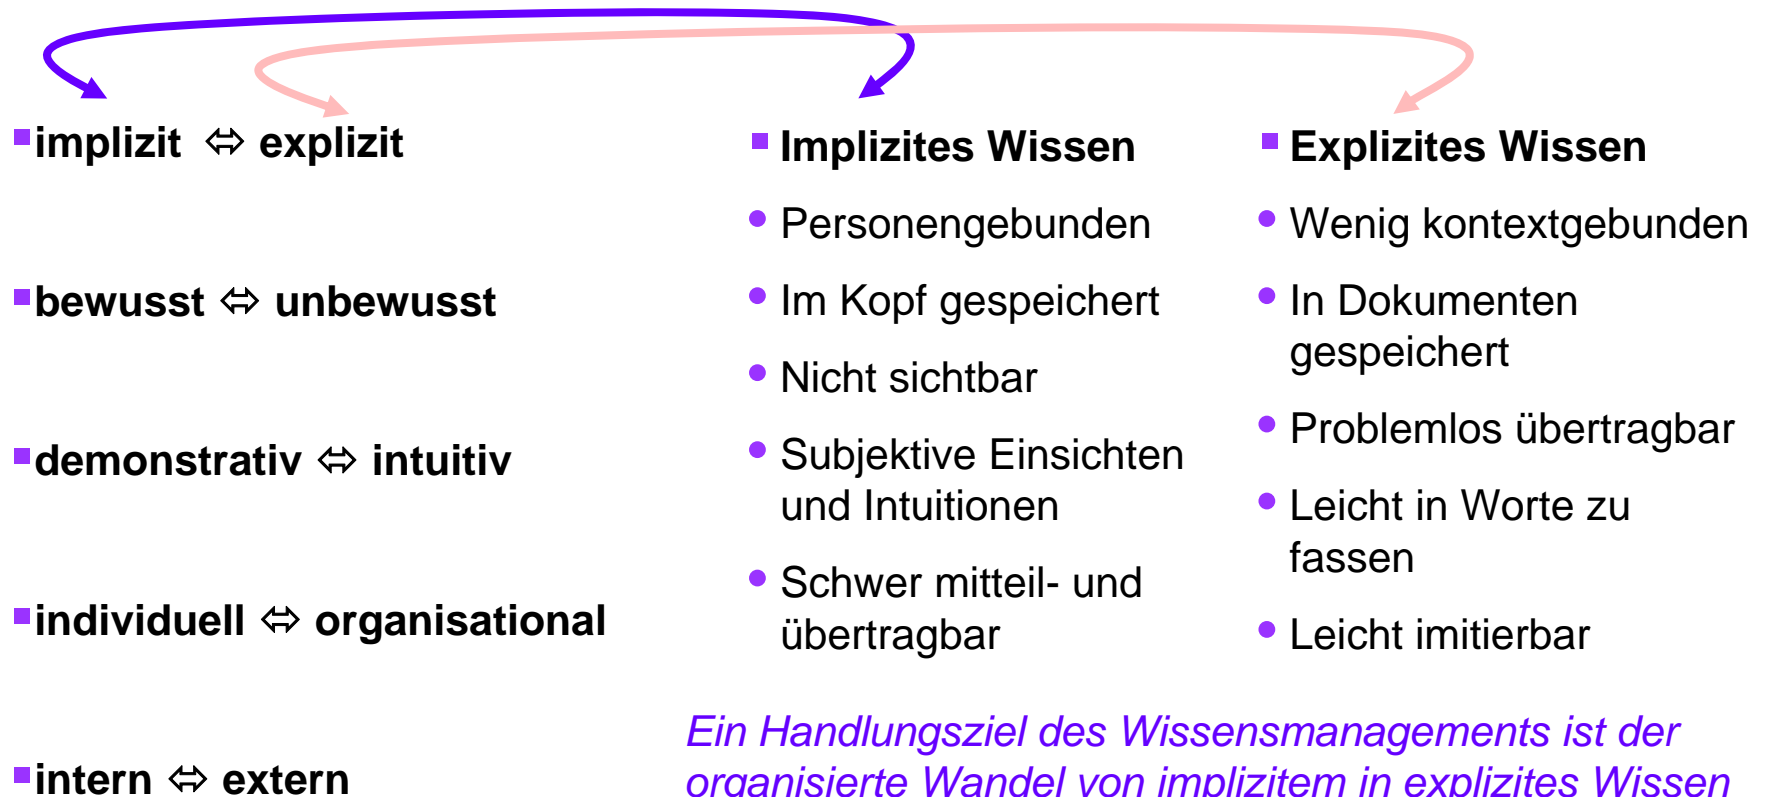 implizit ⇔ explizit
bewusst ⇔ unbewusst
demonstrativ ⇔ intuitiv
individuell ⇔ organisational
intern ⇔ extern
Implizites Wissen
Personengebunden
Im Kopf gespeichert
Nicht sichtbar
Subjektive Einsichten
und Intuitionen
Schwer mitteil- und
übertragbar
Explizites Wissen
Wenig kontextgebunden
In Dokumenten
gespeichert
Problemlos übertragbar
Leicht in Worte zu
fassen
Leicht imitierbar
Ein Handlungsziel des Wissensmanagements ist der
organisierte Wandel von implizitem in explizites Wissen